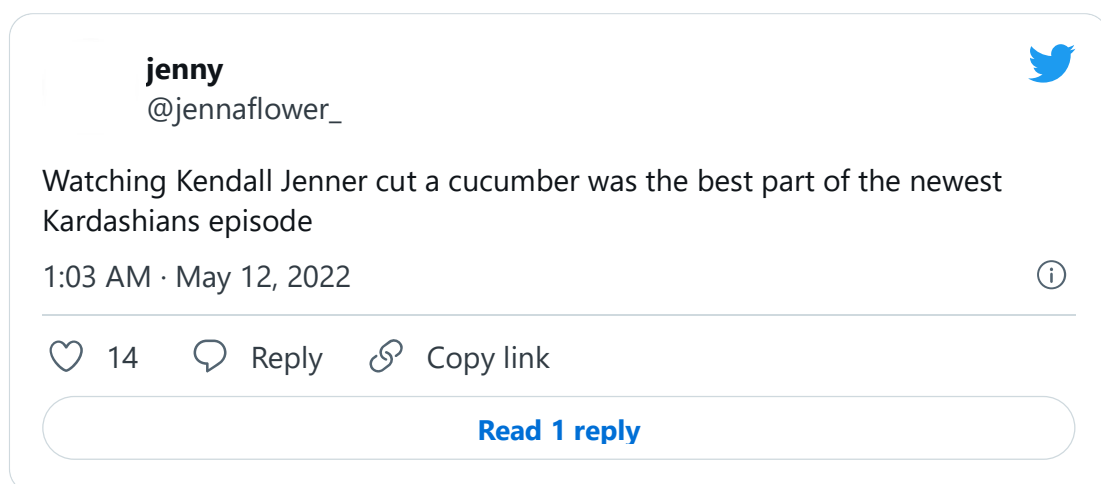 jenny
@jennaflower_
Watching Kendall Jenner cut a cucumber was the best part of the newest
Kardashians episode
1:03 AM · May 12, 2022
14 Reply Copy link
Read 1 reply